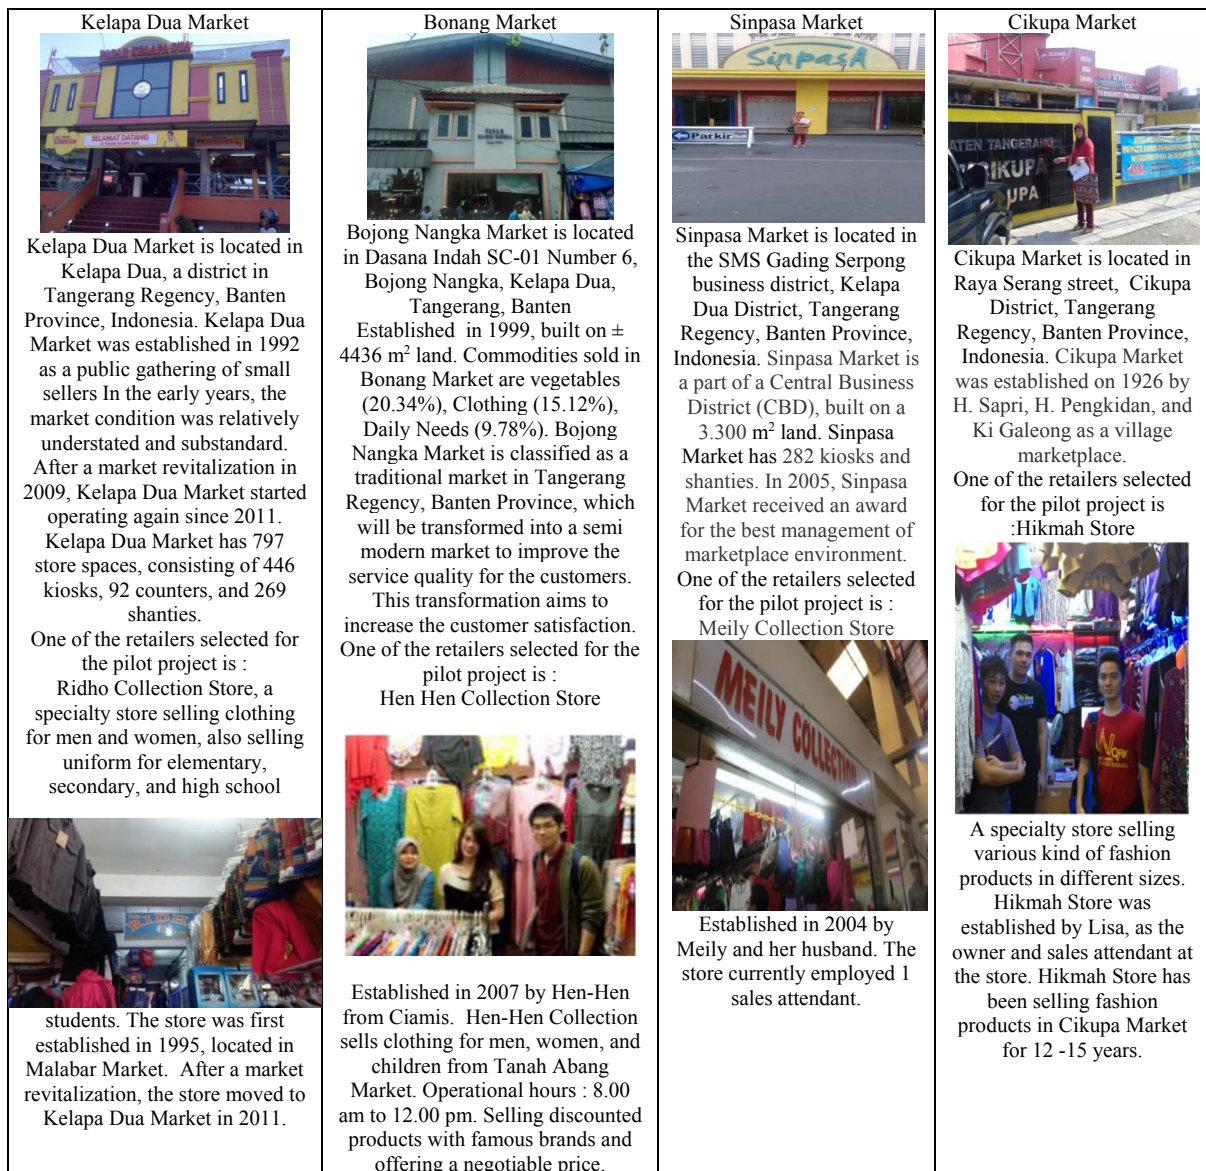 Kelapa Dua Market
PASAR KELAPA DUA
SELAMAT DATANG
Kelapa Dua Market is located in
Kelapa Dua, a district in
Tangerang Regency, Banten
Province, Indonesia. Kelapa Dua
Market was established in 1992
as a public gathering of small
sellers In the early years, the
market condition was relatively
understated and substandard.
After a market revitalization in
2009, Kelapa Dua Market started
operating again since 2011.
Kelapa Dua Market has 797
store spaces, consisting of 446
kiosks, 92 counters, and 269
shanties.
One of the retailers selected for
the pilot project is :
Ridho Collection Store, a
specialty store selling clothing
for men and women, also selling
uniform for elementary,
secondary, and high school
students. The store was first
established in 1995, located in
Malabar Market.  After a market
revitalization, the store moved to
Kelapa Dua Market in 2011.
Bonang Market
PASAR
Bojong Nangka Market is located
in Dasana Indah SC-01 Number 6,
Bojong Nangka, Kelapa Dua,
Tangerang, Banten
Established  in 1999, built on ±
4436 m² land. Commodities sold in
Bonang Market are vegetables
(20.34%), Clothing (15.12%),
Daily Needs (9.78%). Bojong
Nangka Market is classified as a
traditional market in Tangerang
Regency, Banten Province, which
will be transformed into a semi
modern market to improve the
service quality for the customers.
This transformation aims to
increase the customer satisfaction.
One of the retailers selected for the
pilot project is :
Hen Hen Collection Store
Established in 2007 by Hen-Hen
from Ciamis.  Hen-Hen Collection
sells clothing for men, women, and
children from Tanah Abang
Market. Operational hours : 8.00
am to 12.00 pm. Selling discounted
products with famous brands and
offering a negotiable price.
Sinpasa Market
SinpasA
Parkir
Sinpasa Market is located in
the SMS Gading Serpong
business district, Kelapa
Dua District, Tangerang
Regency, Banten Province,
Indonesia. Sinpasa Market is
a part of a Central Business
District (CBD), built on a
3.300 m² land. Sinpasa
Market has 282 kiosks and
shanties. In 2005, Sinpasa
Market received an award
for the best management of
marketplace environment.
One of the retailers selected
for the pilot project is :
Meily Collection Store
MEILY COLLECTION
Established in 2004 by
Meily and her husband. The
store currently employed 1
sales attendant.
Cikupa Market
ATEN TANGERANG
CIKUPA
UPA
Cikupa Market is located in
Raya Serang street,  Cikupa
District, Tangerang
Regency, Banten Province,
Indonesia. Cikupa Market
was established on 1926 by
H. Sapri, H. Pengkidan, and
Ki Galeong as a village
marketplace.
One of the retailers selected
for the pilot project is
:Hikmah Store
A specialty store selling
various kind of fashion
products in different sizes.
Hikmah Store was
established by Lisa, as the
owner and sales attendant at
the store. Hikmah Store has
been selling fashion
products in Cikupa Market
for 12 -15 years.